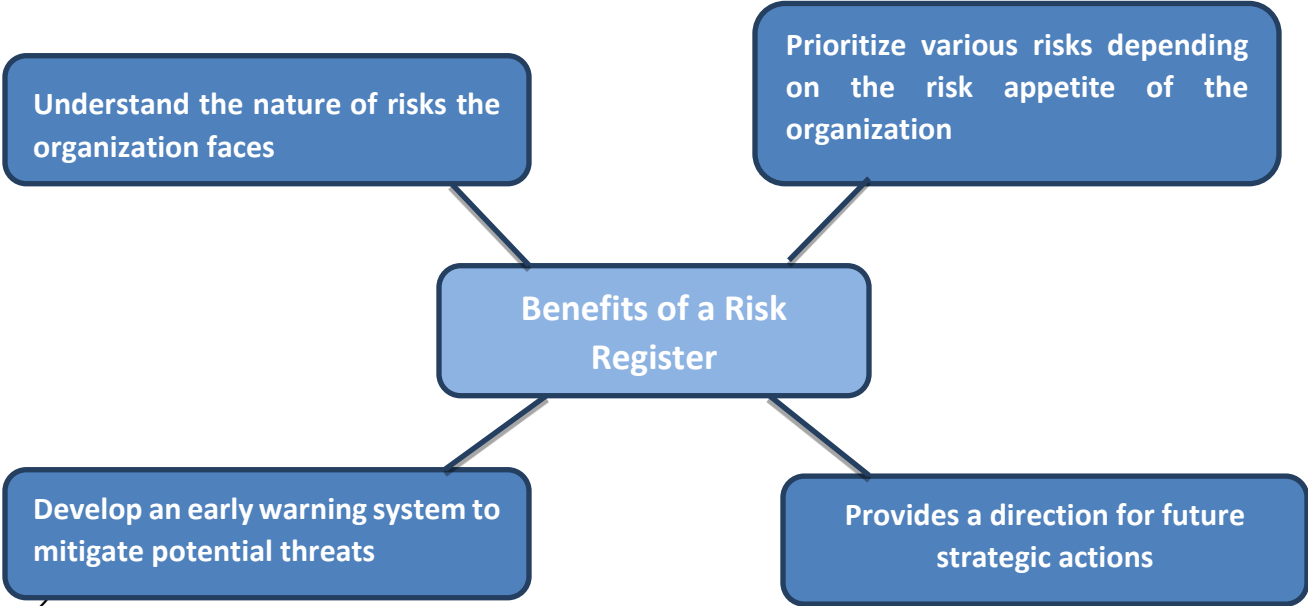 Understand the nature of risks the
organization faces
Prioritize various risks depending
on the risk appetite of the
organization
Benefits of a Risk
Register
Develop an early warning system to
mitigate potential threats
Provides a direction for future
strategic actions